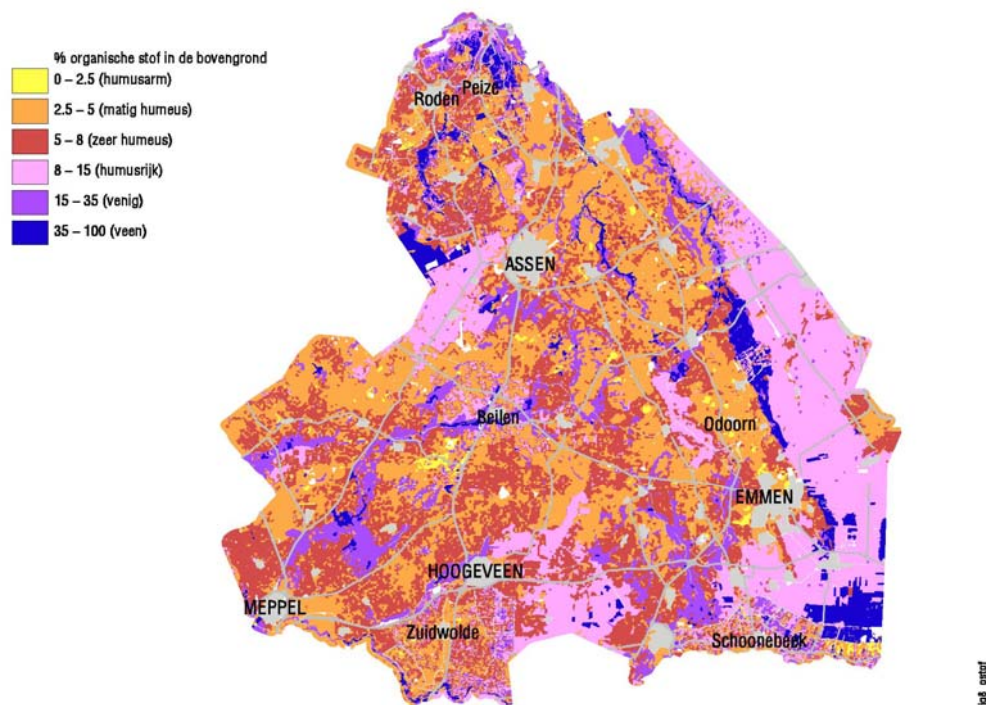 % organische stof in de bovengrond
0 – 2.5 (humusarm)
2.5 – 5 (matig humeus)
5 – 8 (zeer humeus)
8 – 15 (humusrijk)
15 – 35 (venig)
35 – 100 (veen)
Peize
Roden
ASSEN
Beilen
Odoorn
EMMEN
HOOGEVEEN
MEPPEL
Zuidwolde
Schoonebeek